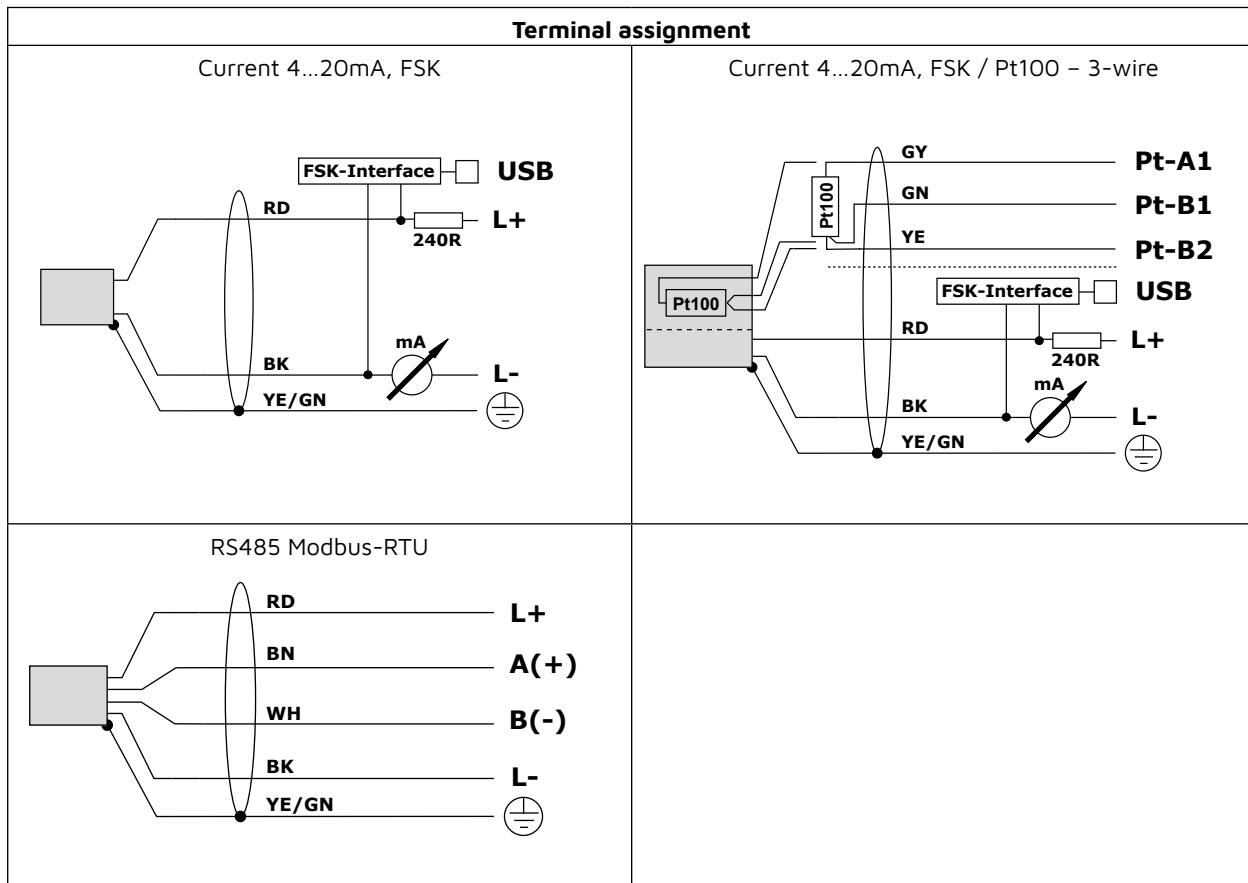 Terminal assignment
Current 4...20mA, FSK
FSK-Interface
USB
RD
L+
240R
mA
BK
L-
YE/GN
Current 4...20mA, FSK / Pt100 – 3-wire
GY
Pt-A1
Pt100
GN
Pt-B1
YE
Pt-B2
FSK-Interface
USB
Pt100
RD
L+
240R
mA
BK
L-
YE/GN
RS485 Modbus-RTU
RD
L+
BN
A(+)
WH
B(-)
BK
L-
YE/GN